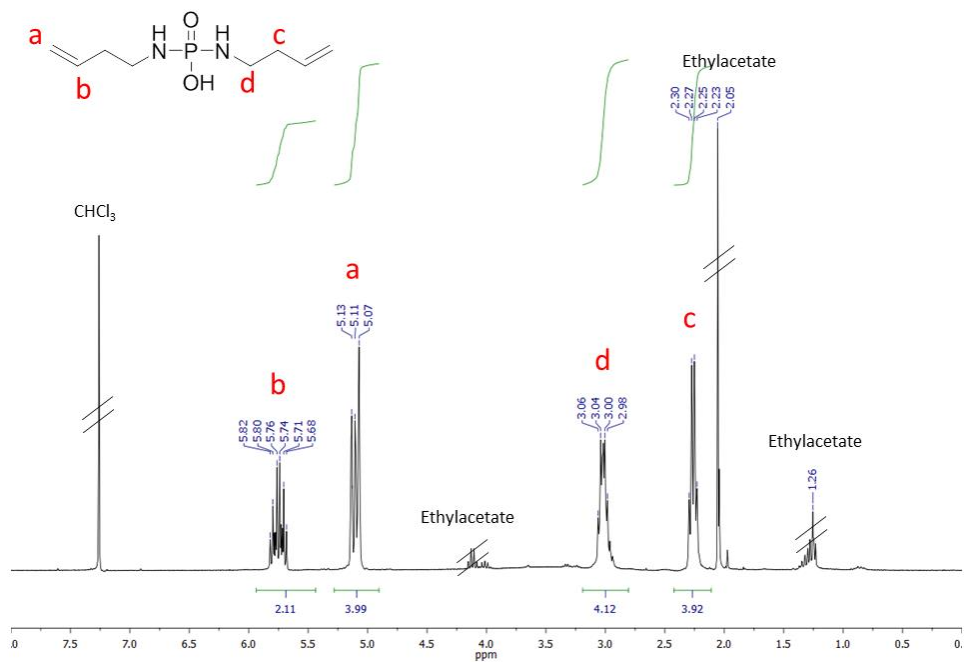 a
b
c
d
H
N
O
P
OH
H
N
Ethylacetate
2.30
2.27
2.25
2.23
2.05
CHCl3
a
5.13
5.11
5.07
b
5.82
5.80
5.76
5.74
5.71
5.68
d
3.06
3.04
3.00
2.98
c
Ethylacetate
Ethylacetate
1.26
2.11
3.99
4.12
3.92
.0 7.5 7.0 6.5 6.0 5.5 5.0 4.5 4.0 3.5 3.0 2.5 2.0 1.5 1.0 0.5 0.
ppm